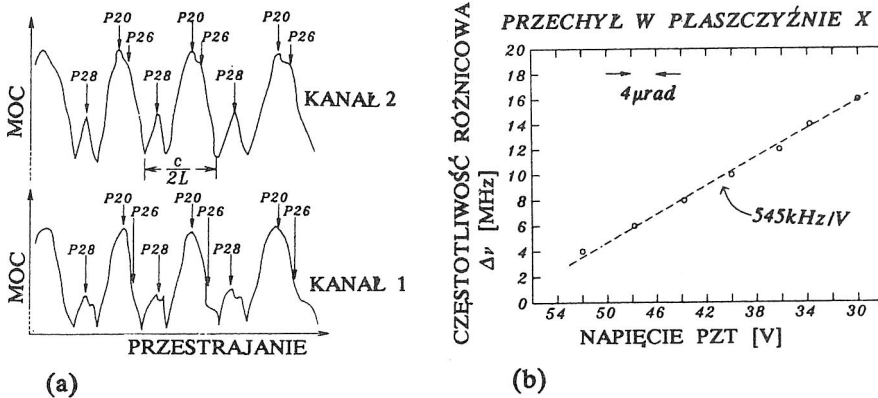 P20 P20 P20
P26 P26 P26
P28 P28 P28
MOC
KANAŁ 2
c
2L
P20 P20 P20
P26 P26 P26
P28 P28 P28
MOC
KANAŁ 1
PRZESTRAJANIE
(a)
PRZECHYŁ W PŁASZCZYŹNIE X
CZĘSTOTLIWOŚĆ RÓŻNICOWA
Δν [MHz]
20
18
16
14
12
10
8
6
4
2
0
4μrad
545kHz/V
54 50 48 46 42 38 34 30
NAPIĘCIE PZT [V]
(b)